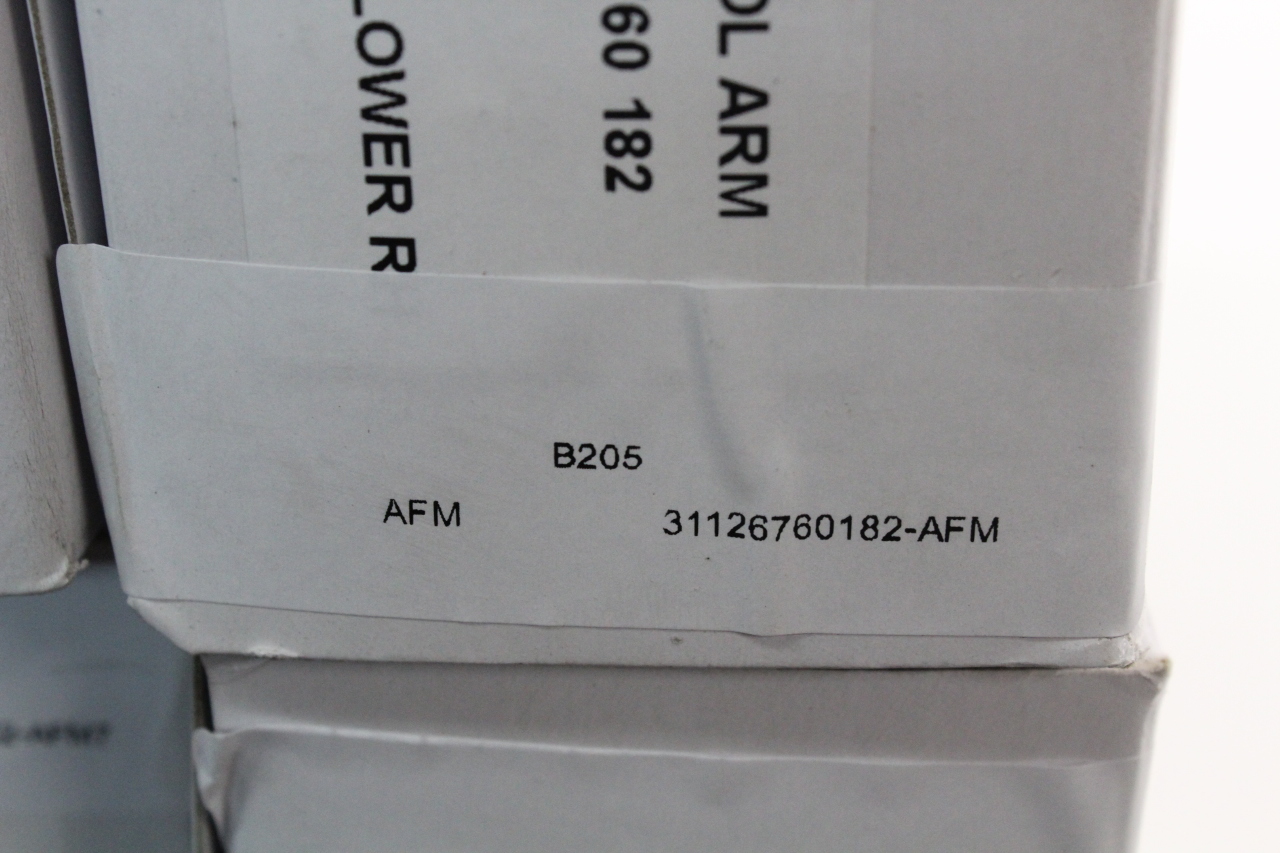 OL ARM
60 182
LOWER R
B205
AFM
31126760182-AFM